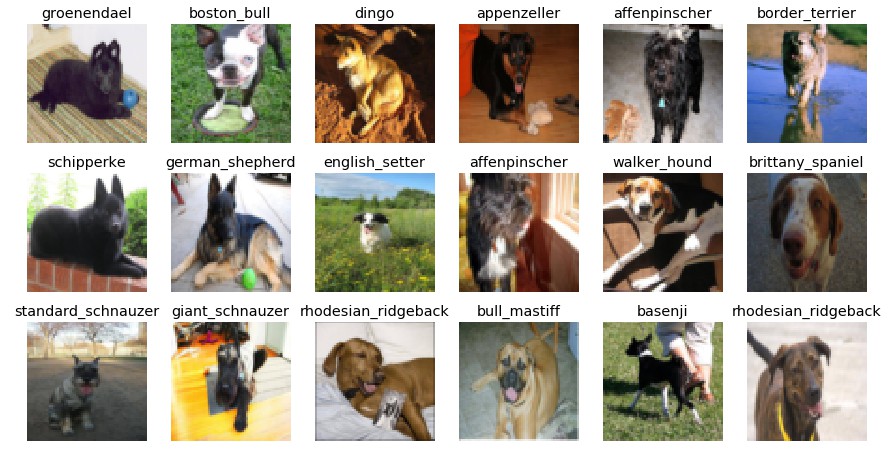 groenendael
boston_bull
dingo
appenzeller
affenpinscher
border_terrier
schipperke
german_shepherd
english_setter
affenpinscher
walker_hound
brittany_spaniel
standard_schnauzer
giant_schnauzer
rhodesian_ridgeback
bull_mastiff
basenji
rhodesian_ridgeback